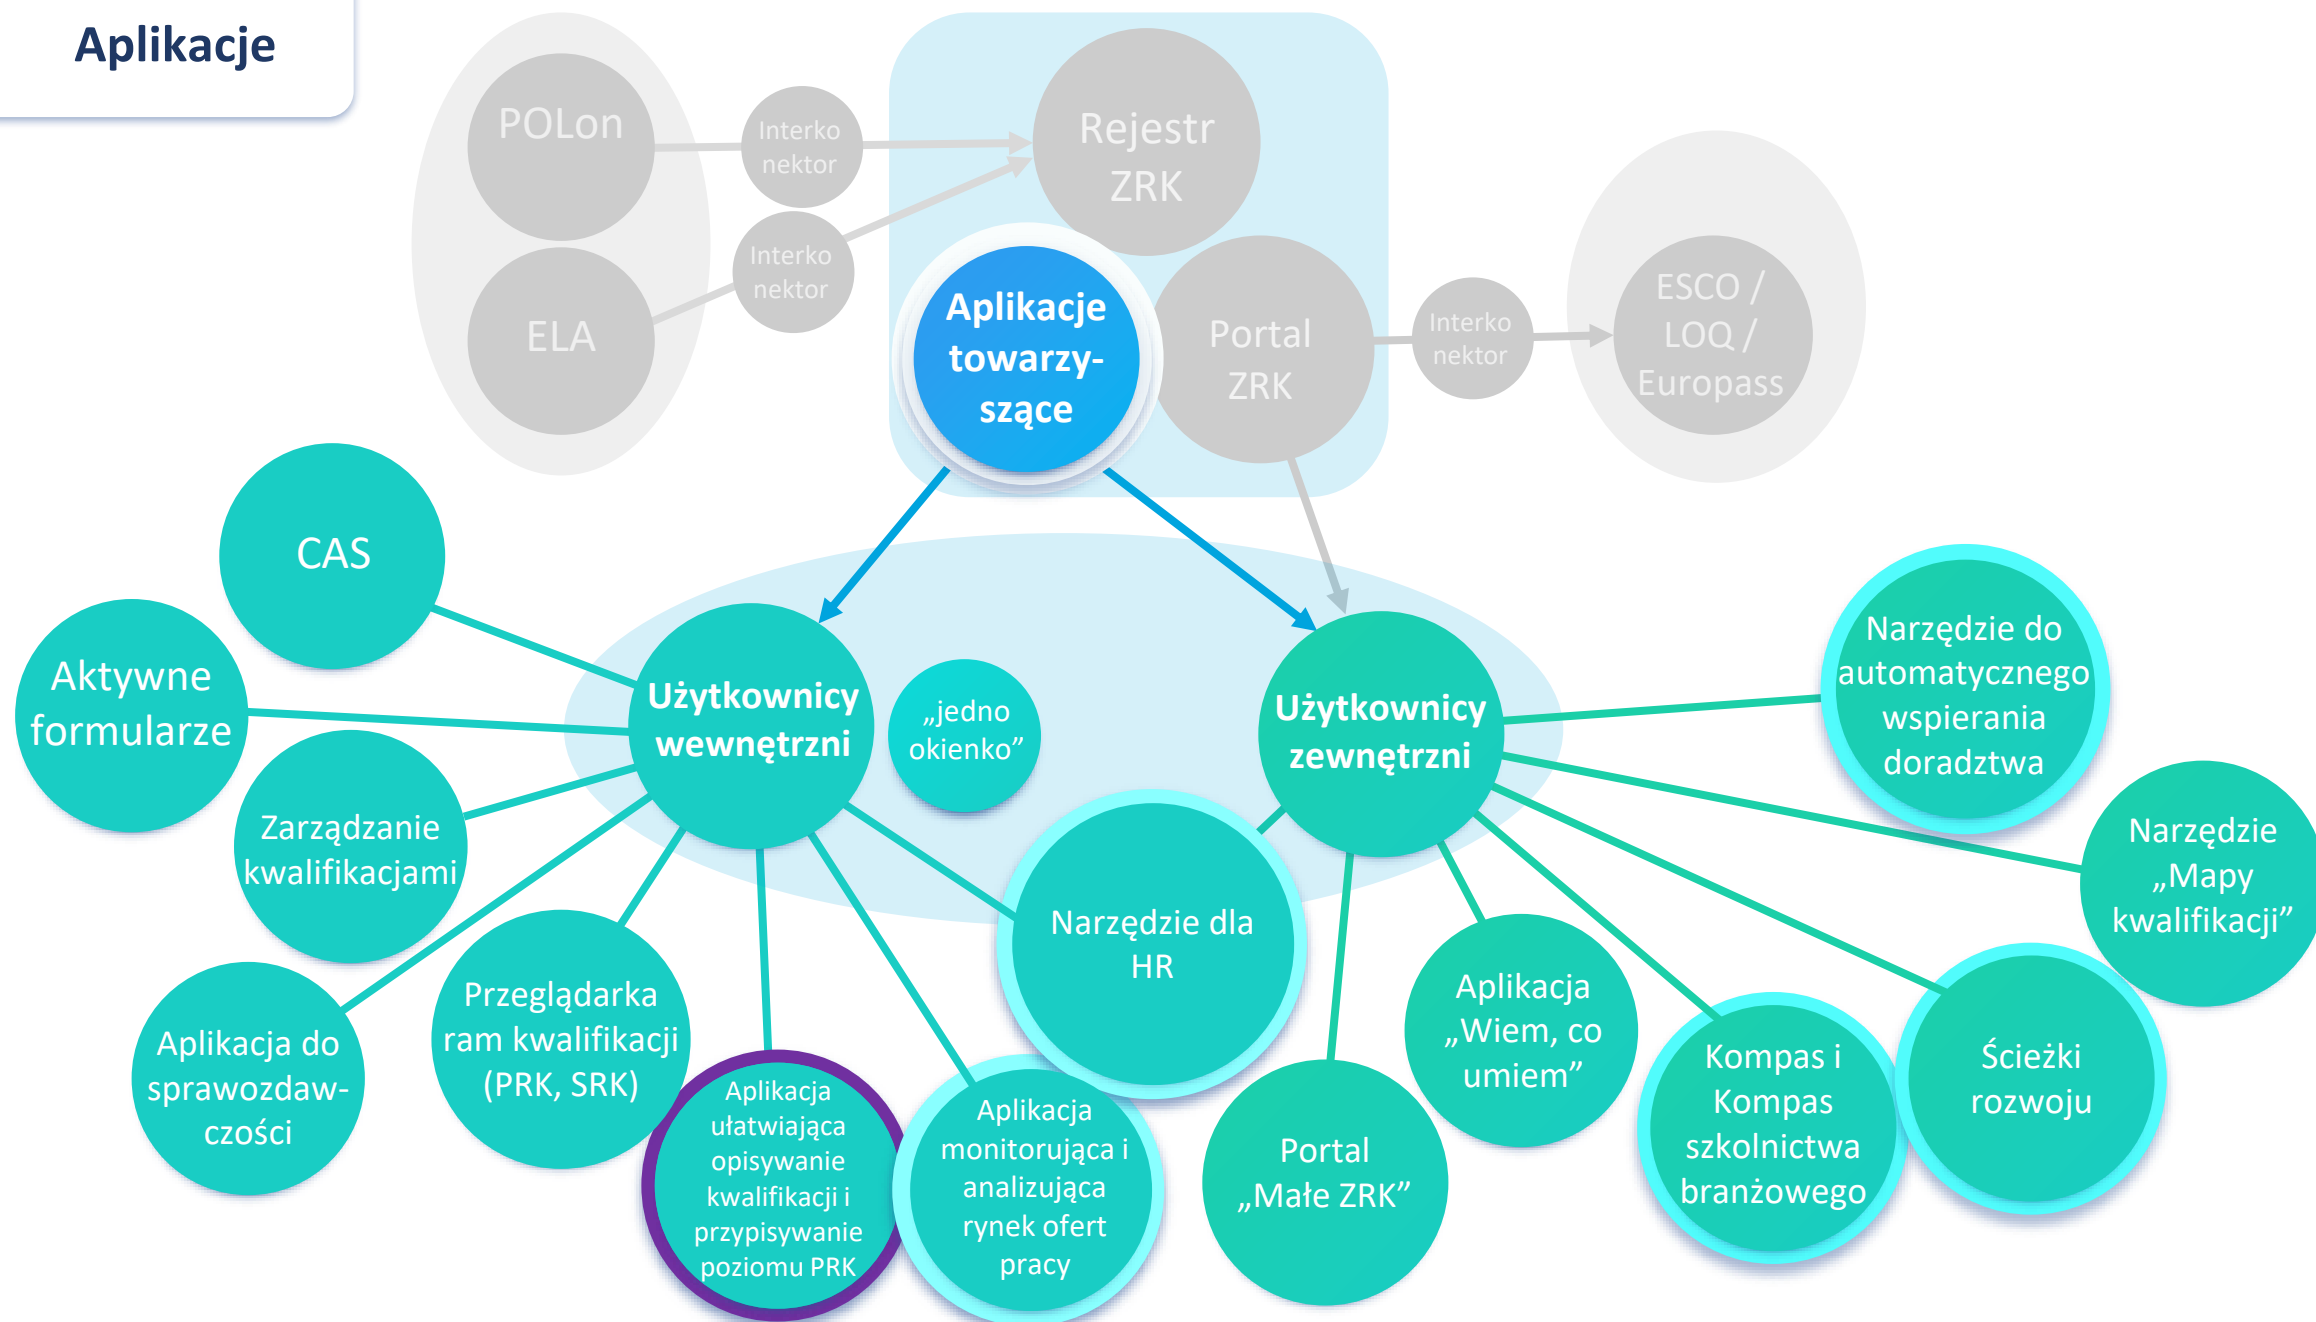 Aplikacje
POLon
Interko
nektor
Rejestr
ZRK
Interko
nektor
ELA
Aplikacje
towarzy-
szące
Portal
ZRK
Interko
nektor
ESCO /
LOQ /
Europass
CAS
Aktywne
formularze
Użytkownicy
wewnętrzni
„jedno
okienko”
Użytkownicy
zewnętrzni
Narzędzie do
automatycznego
wspierania
doradztwa
Zarządzanie
kwalifikacjami
Narzędzie
„Mapy
kwalifikacji”
Narzędzie dla
HR
Aplikacja do
sprawozdaw-
czości
Przeglądarka
ram kwalifikacji
(PRK, SRK)
Aplikacja
ułatwiająca
opisywanie
kwalifikacji i
przypisywanie
poziomu PRK
Aplikacja
monitorująca i
analizująca
rynek ofert
pracy
Portal
„Małe ZRK”
Aplikacja
„Wiem, co
umiem”
Kompas i
Kompas
szkolnictwa
branżowego
Ścieżki
rozwoju